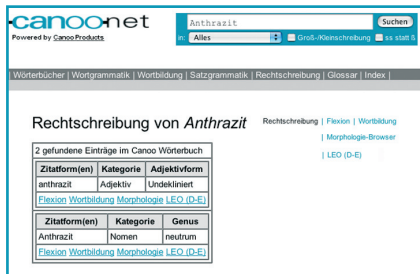 canoo net
Powered by Canoo Products
Anthrazit
Suchen
in: Alles
Groß-/Kleinschreibung
ss statt ß
| Wörterbücher | Wortgrammatik | Wortbildung | Satzgrammatik | Rechtschreibung | Glossar | Index |
Rechtschreibung von Anthrazit
Rechtschreibung | Flexion | Wortbildung
| Morphologie-Browser
| LEO (D-E)
2 gefundene Einträge im Canoo Wörterbuch
Zitatform(en) Kategorie Adjektivform
anthrazit Adjektiv Undekliniert
Flexion Wortbildung Morphologie LEO (D-E)
Zitatform(en) Kategorie Genus
Anthrazit Nomen neutrum
Flexion Wortbildung Morphologie LEO (D-E)